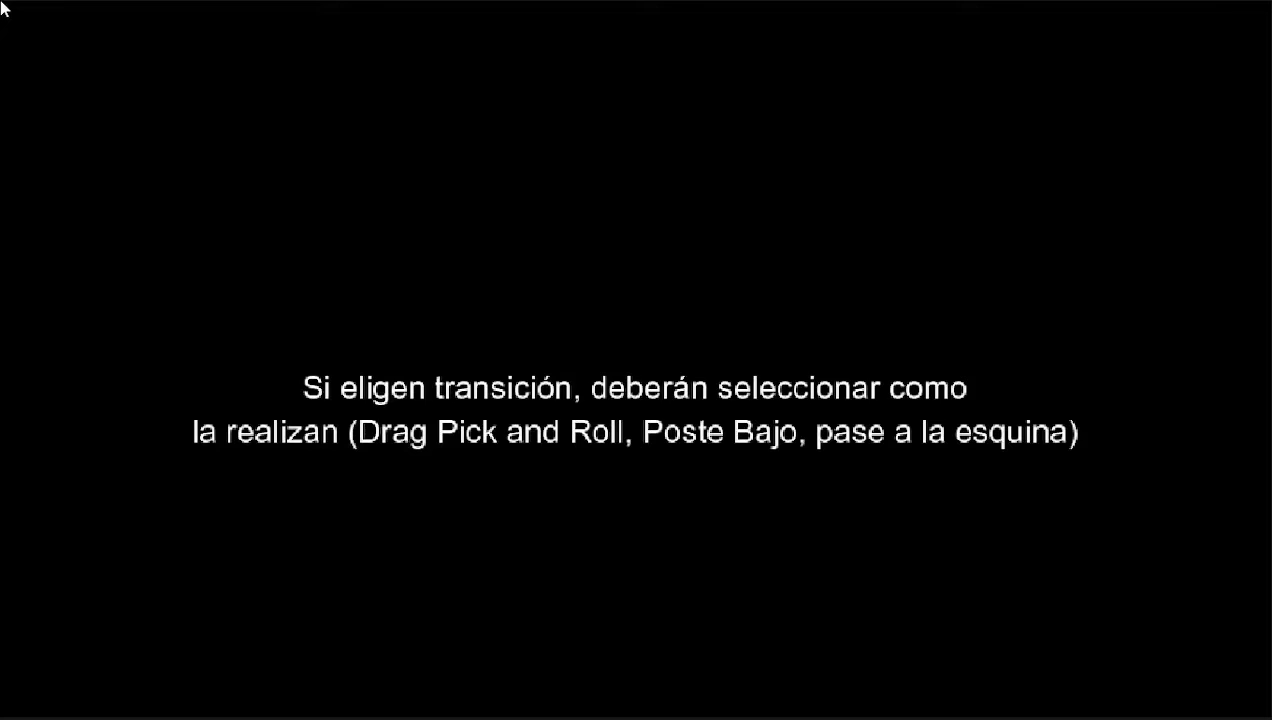 Si eligen transición, deberán seleccionar como
la realizan (Drag Pick and Roll, Poste Bajo, pase a la esquina)